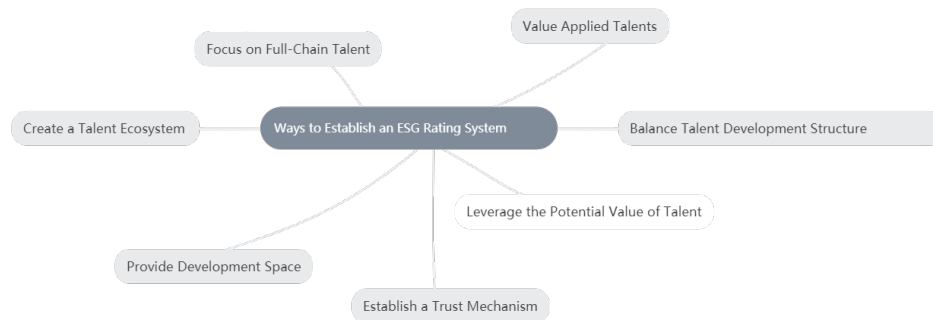 Value Applied Talents
Focus on Full-Chain Talent
Create a Talent Ecosystem
Ways to Establish an ESG Rating System
Balance Talent Development Structure
Leverage the Potential Value of Talent
Provide Development Space
Establish a Trust Mechanism